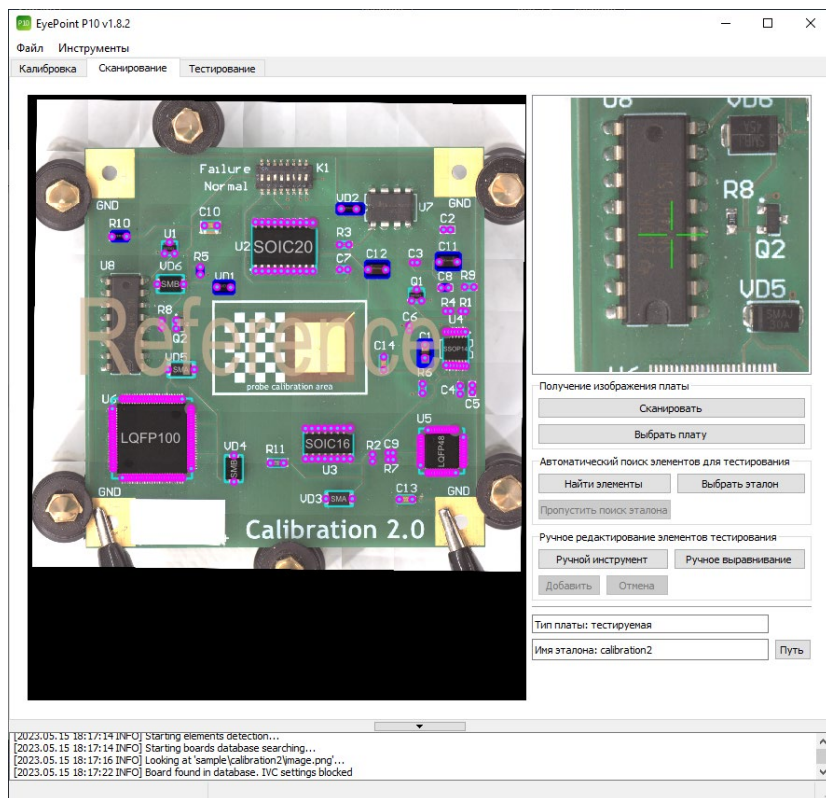 EyePoint P10 v1.8.2
Файл Инструменты
Калибровка Сканирование Тестирование
Failure K1
Normal
GND
GND
R10
C10
VD2
U7
C2
U1
U2
SOIC20
R3
C12
C3
C11
U8
VD6
R5
C7
SMB
VD1
C8 R9
Q1
R4 R1
R8
Q2
C6
U4
Reference
SSOP16
C1
C14
VD5
SMA
R6
C4
C5
probe calibration area
U6
LQFP100
VD4
SMB
R11
SOIC16
U3
R2 C9
R7
U5
LQFP48
GND
VD3
SMA
C13
GND
Calibration 2.0
U8
VD6
SMB
45A
R8
Q2
VD5
SMAJ
30A
Получение изображения платы
Сканировать
Выбрать плату
Автоматический поиск элементов для тестирования
Найти элементы Выбрать эталон
Пропустить поиск эталона
Ручное редактирование элементов тестирования
Ручной инструмент Ручное выравнивание
Добавить Отмена
Тип платы: тестируемая
Имя эталона: calibration2 Путь
[2023.05.15 18:17:14 INFO] Starting elements detection...
[2023.05.15 18:17:14 INFO] Starting boards database searching...
[2023.05.15 18:17:16 INFO] Looking at 'sample\calibration2\image.png'...
[2023.05.15 18:17:22 INFO] Board found in database. IVC settings blocked